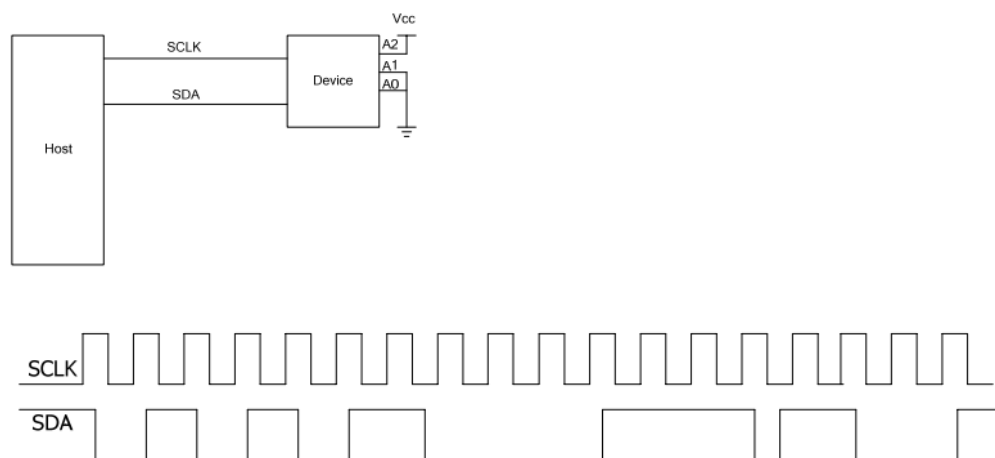 Vcc
SCLK
A2
A1
Device
A0
SDA
Host
SCLK
SDA